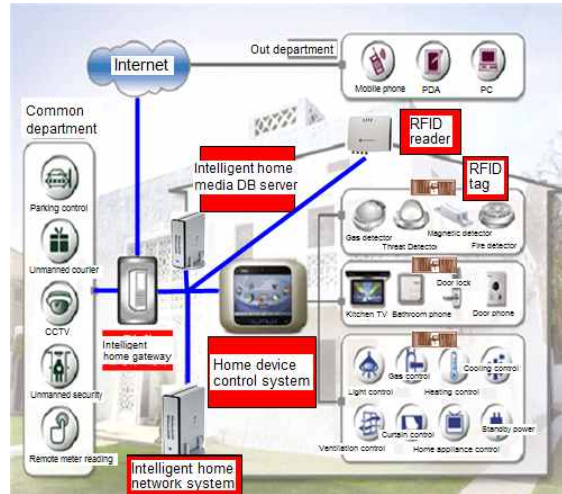 Internet
Out department
Mobile phone
PDA
PC
Common
department
RFID
reader
RFID
tag
Intelligent home
media DB server
Parking control
Gas detector
Threat Detector
Magnetic detector
Fire detector
Unmanned courier
CCTV
Door lock
Kitchen TV
Bathroom phone
Door phone
Intelligent
home gateway
Home device
control system
Unmanned security
Light control
Gas control
Heating control
Cooling control
Remote meter reading
Ventilation control
Curtain control
Home appliance control
Standby power
Intelligent home
network system